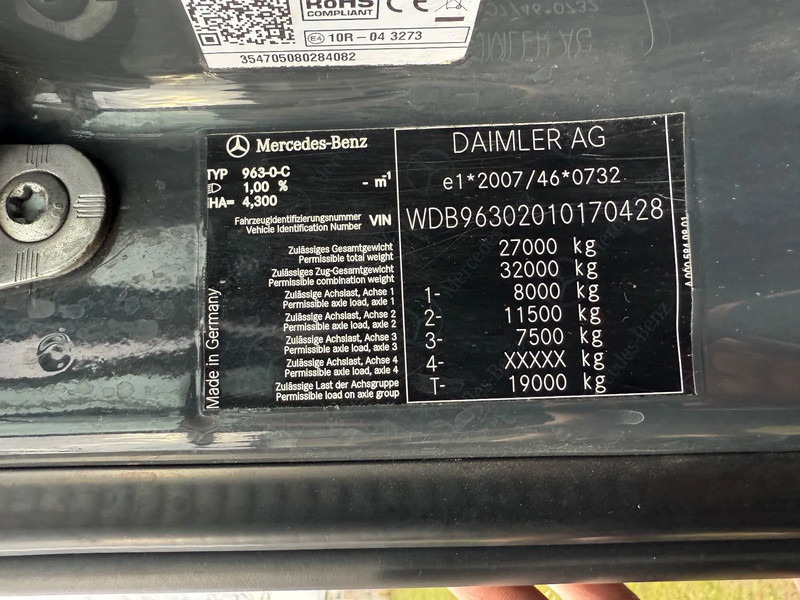 RoHS
COMPLIANT
CE
e1
E4 10R - 04 3273
354705080284082
Mercedes-Benz
DAIMLER AG
TYP 963-0-C
1,00 % - m⁻¹
HA= 4,300
e1*2007/46*0732
Fahrzeugidentifizierungsnummer
Vehicle Identification Number
VIN
WDB96302010170428
Zulässiges Gesamtgewicht
Permissible total weight
27000 kg
Zulässiges Zug-Gesamtgewicht
Permissible combination weight
32000 kg
Zulässige Achslast, Achse 1
Permissible axle load, axle 1
1- 8000 kg
Zulässige Achslast, Achse 2
Permissible axle load, axle 2
2- 11500 kg
Zulässige Achslast, Achse 3
Permissible axle load, axle 3
3- 7500 kg
Zulässige Achslast, Achse 4
Permissible axle load, axle 4
4- XXXXX kg
Zulässige Last der Achsgruppe
Permissible load on axle group
T- 19000 kg
Made in Germany